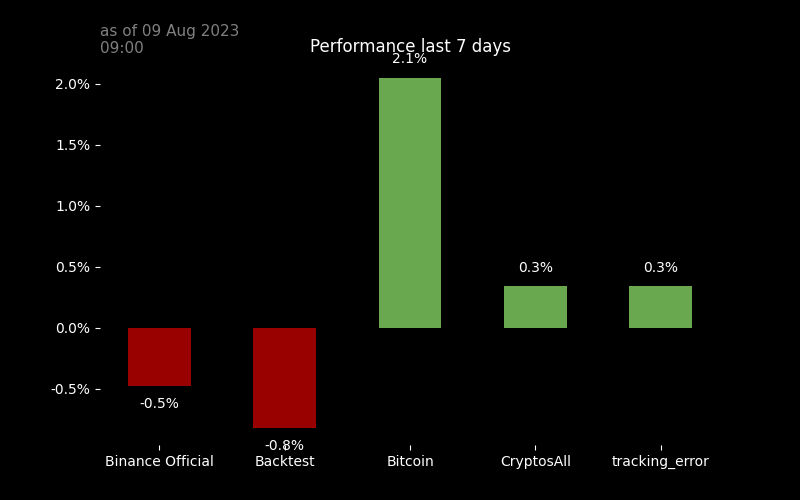 as of 09 Aug 2023
09:00
Performance last 7 days
2.1%
2.0%
1.5%
1.0%
0.5%
0.3%
0.3%
0.0%
-0.5%
-0.5%
-0.8%
Binance Official
Backtest
Bitcoin
CryptosAll
tracking_error